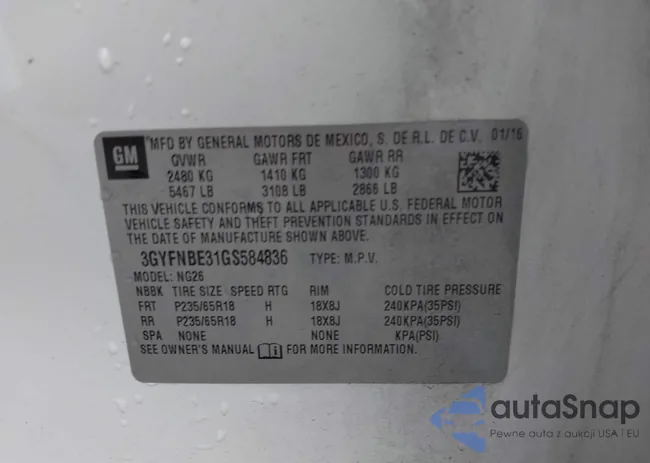 GM MFD BY GENERAL MOTORS DE MEXICO, S. DE R.L. DE C.V. 01/16
GVWR GAWR FRT GAWR RR
2480 KG 1410 KG 1300 KG
5467 LB 3108 LB 2866 LB
THIS VEHICLE CONFORMS TO ALL APPLICABLE U.S. FEDERAL MOTOR
VEHICLE SAFETY AND THEFT PREVENTION STANDARDS IN EFFECT ON
THE DATE OF MANUFACTURE SHOWN ABOVE.
3GYFNBE31GS584836 TYPE: M.P.V.
MODEL: NG26
NBBK TIRE SIZE SPEED RTG RIM COLD TIRE PRESSURE
FRT P235/65R18 H 18X8J 240KPA(35PSI)
RR P235/65R18 H 18X8J 240KPA(35PSI)
SPA NONE NONE KPA(PSI)
SEE OWNER'S MANUAL FOR MORE INFORMATION.
autaSnap
Pewne auta z aukcji USA i EU